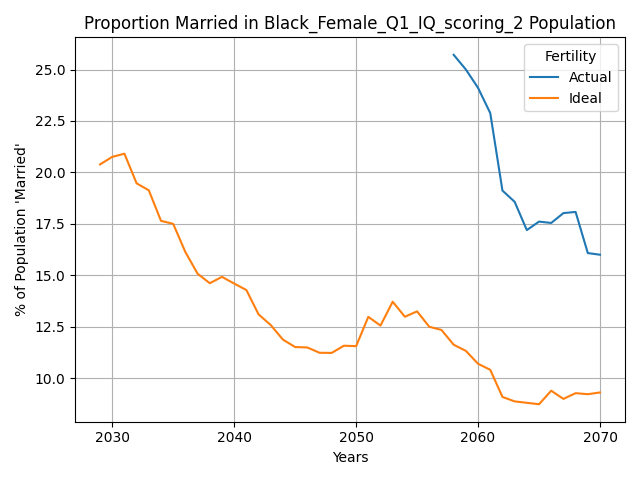 Proportion Married in Black_Female_Q1_IQ_scoring_2 Population
Fertility
Actual
Ideal
% of Population 'Married'
25.0
22.5
20.0
17.5
15.0
12.5
10.0
2030 2040 2050 2060 2070
Years